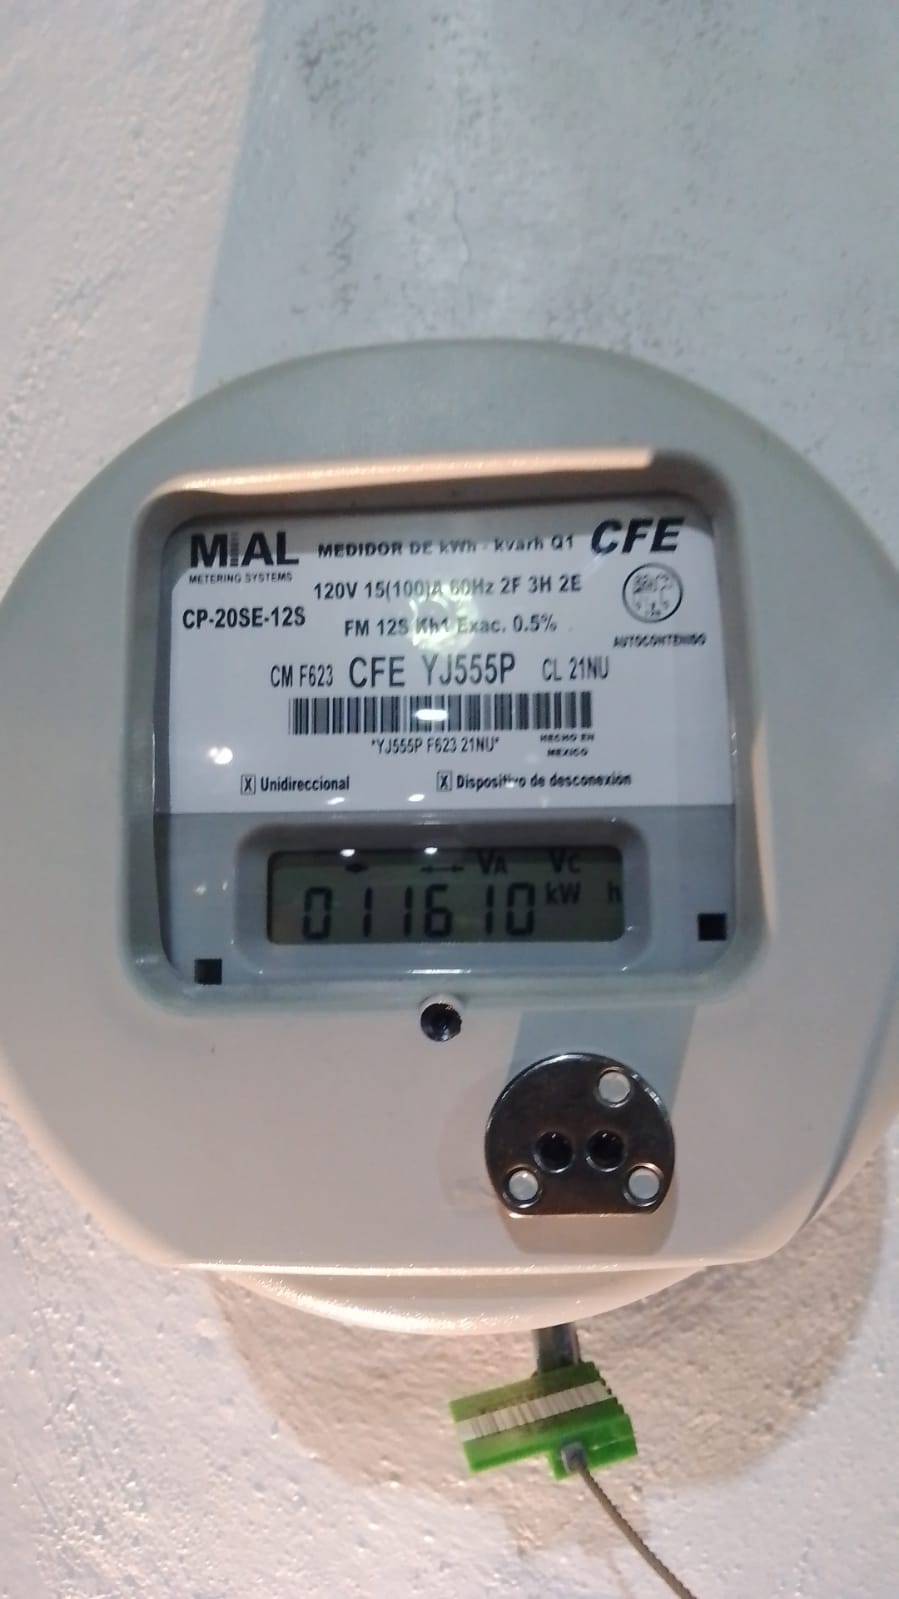 MIAL
METERING SYSTEMS
MEDIDOR DE kWh - kvarh Q1
CFE
120V 15(100)A 60Hz 2F 3H 2E
CP-20SE-12S
FM 12S Kh1 Exac. 0.5%
AUTOCONTENIDO
CM F623 CFE YJ555P CL 21NU
*YJ555P F623 21NU*
HECHO EN
MEXICO
X Unidireccional
X Dispositivo de desconexión
VA VC
011610 kW h